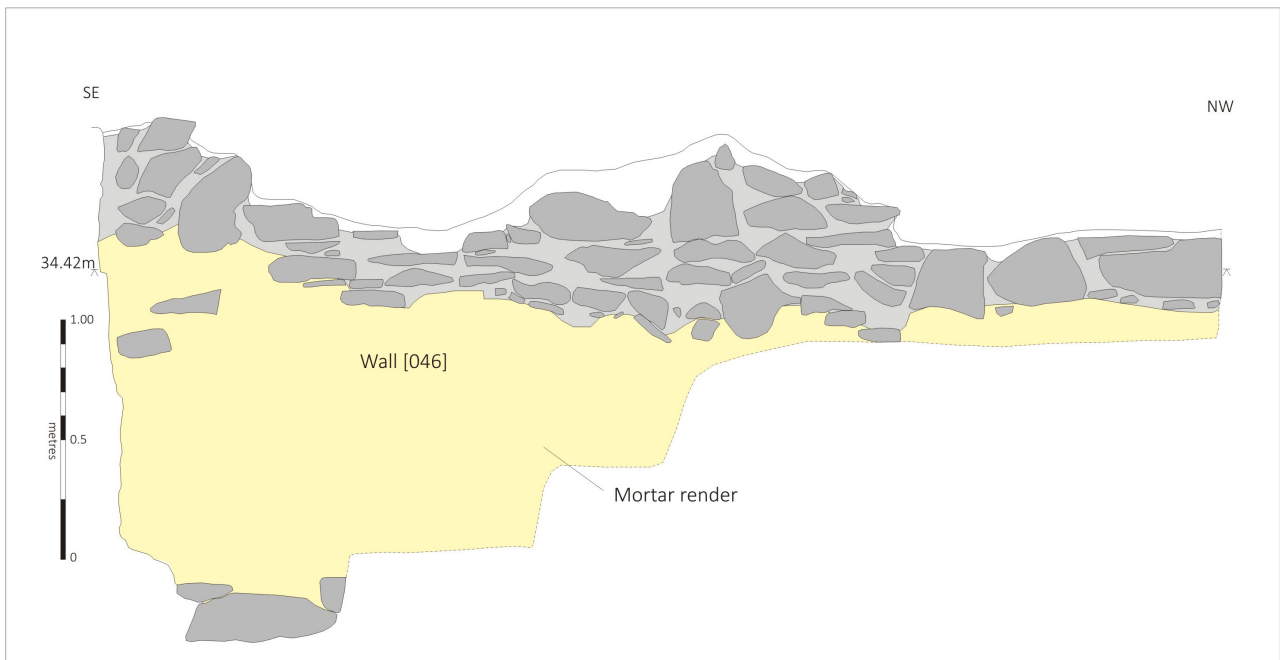 SE
NW
34.42m
1.00
Wall [046]
metres
0.5
Mortar render
0